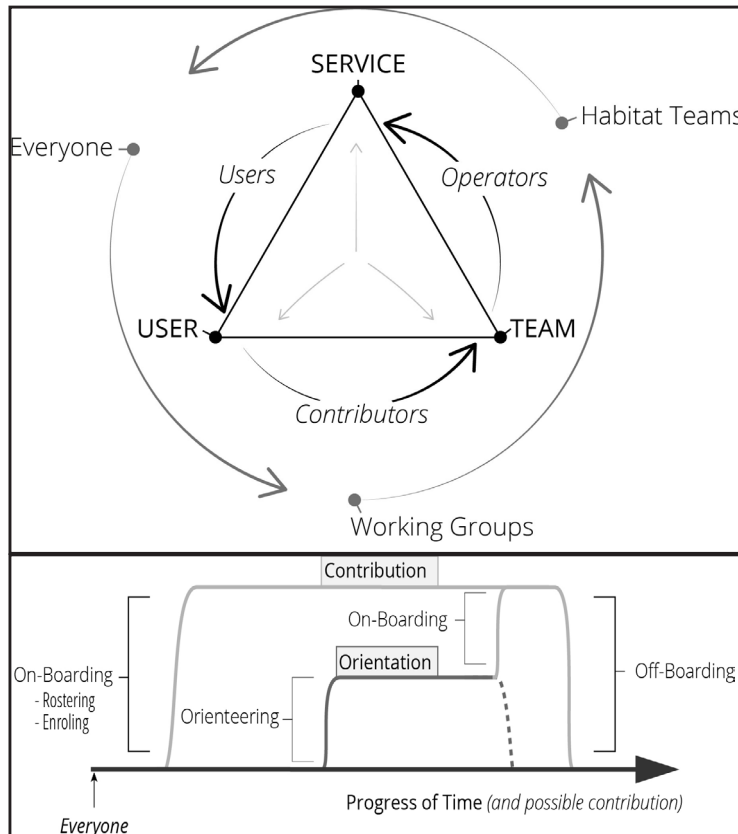 SERVICE
Habitat Teams
Everyone
Users
Operators
USER
TEAM
Contributors
Working Groups
Contribution
On-Boarding
Orientation
On-Boarding
- Rostering
- Enroling
Off-Boarding
Orienteering
Progress of Time (and possible contribution)
Everyone